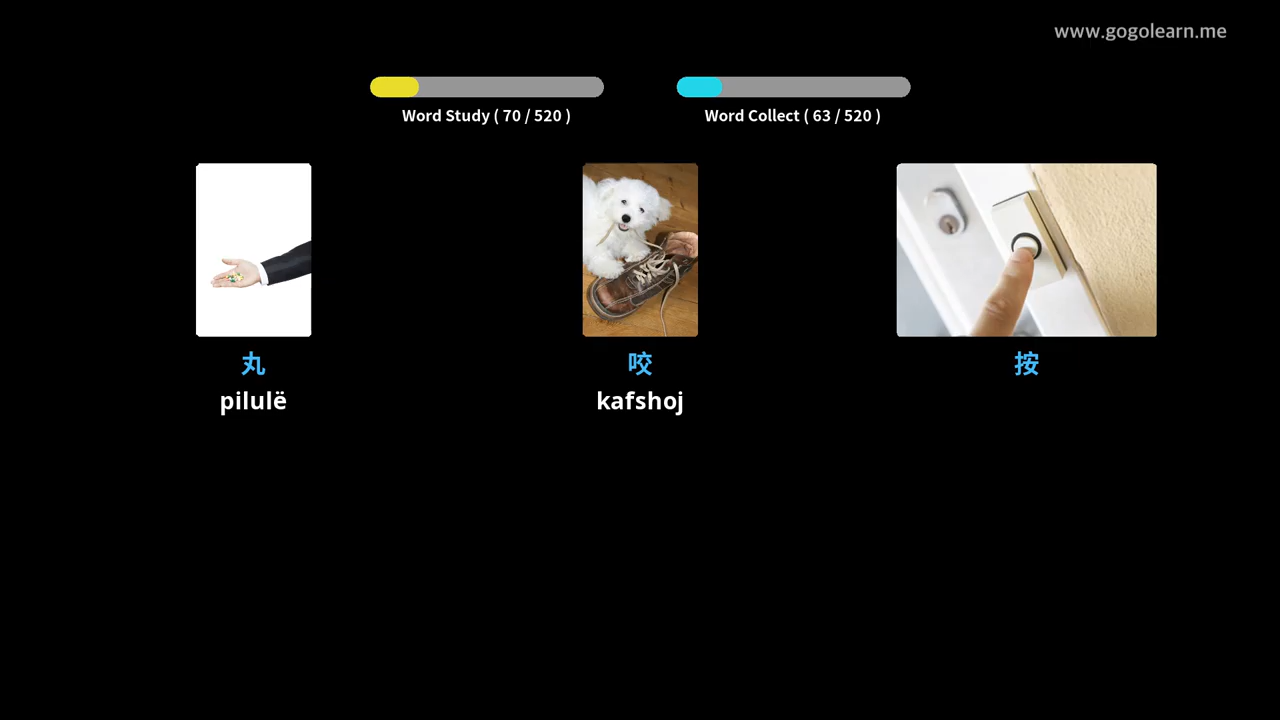 www.gogolearn.me
Word Study ( 70 / 520 )
Word Collect ( 63 / 520 )
丸
咬
按
pilulë
kafshoj